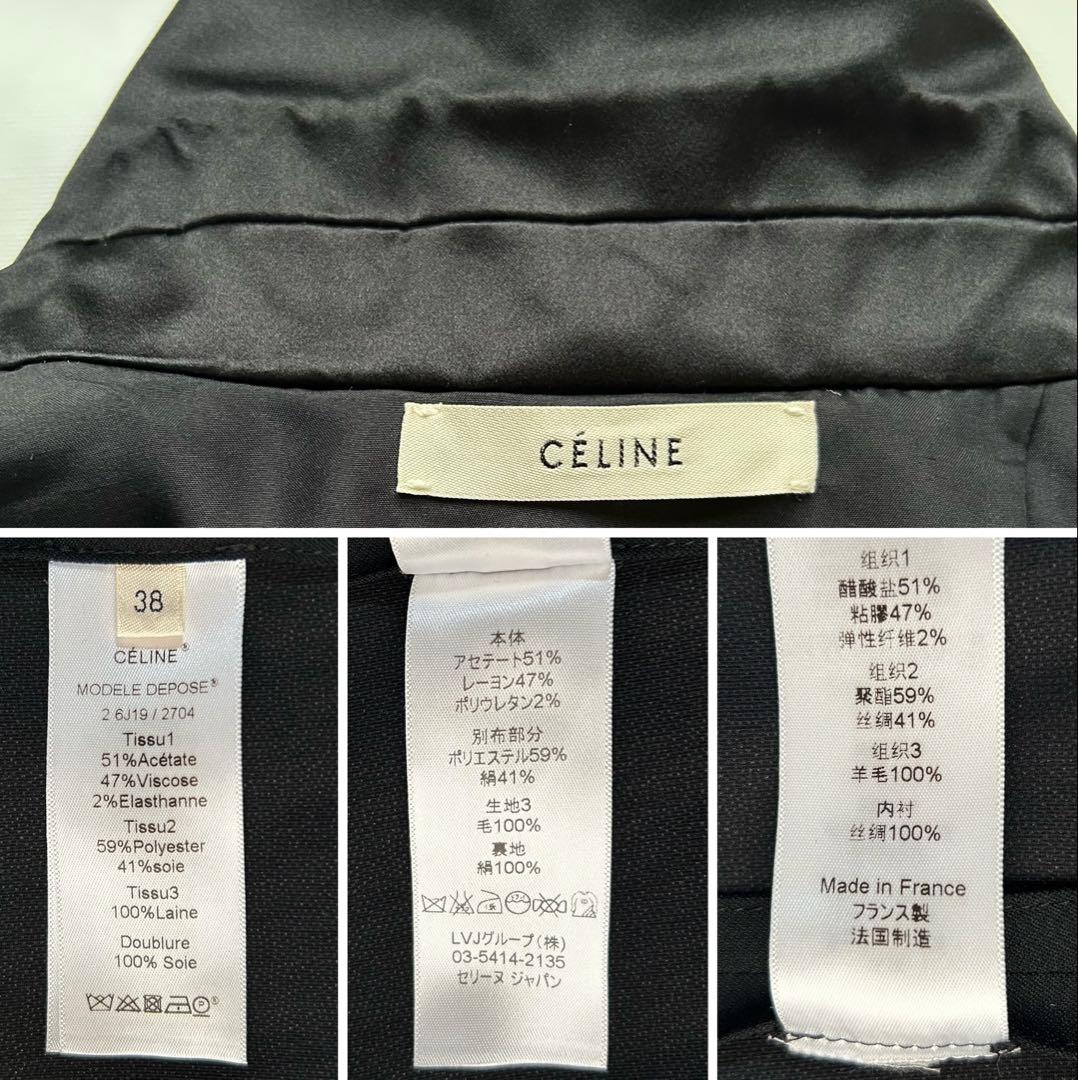 CÉLINE
38
CÉLINE®
MODELE DEPOSE®
2 6J19 / 2704
Tissu1
51%Acétate
47%Viscose
2%Elasthanne
Tissu2
59%Polyester
41%soie
Tissu3
100%Laine
Doublure
100% Soie
本体
アセテート51%
レーヨン47%
ポリウレタン2%
別布部分
ポリエステル59%
絹41%
生地3
毛100%
裏地
絹100%
LVJグループ(株)
03-5414-2135
セリーヌ ジャパン
组织1
醋酸盐51%
粘膠47%
弹性纤维2%
组织2
聚酯59%
丝绸41%
组织3
羊毛100%
内衬
丝绸100%
Made in France
フランス製
法国制造